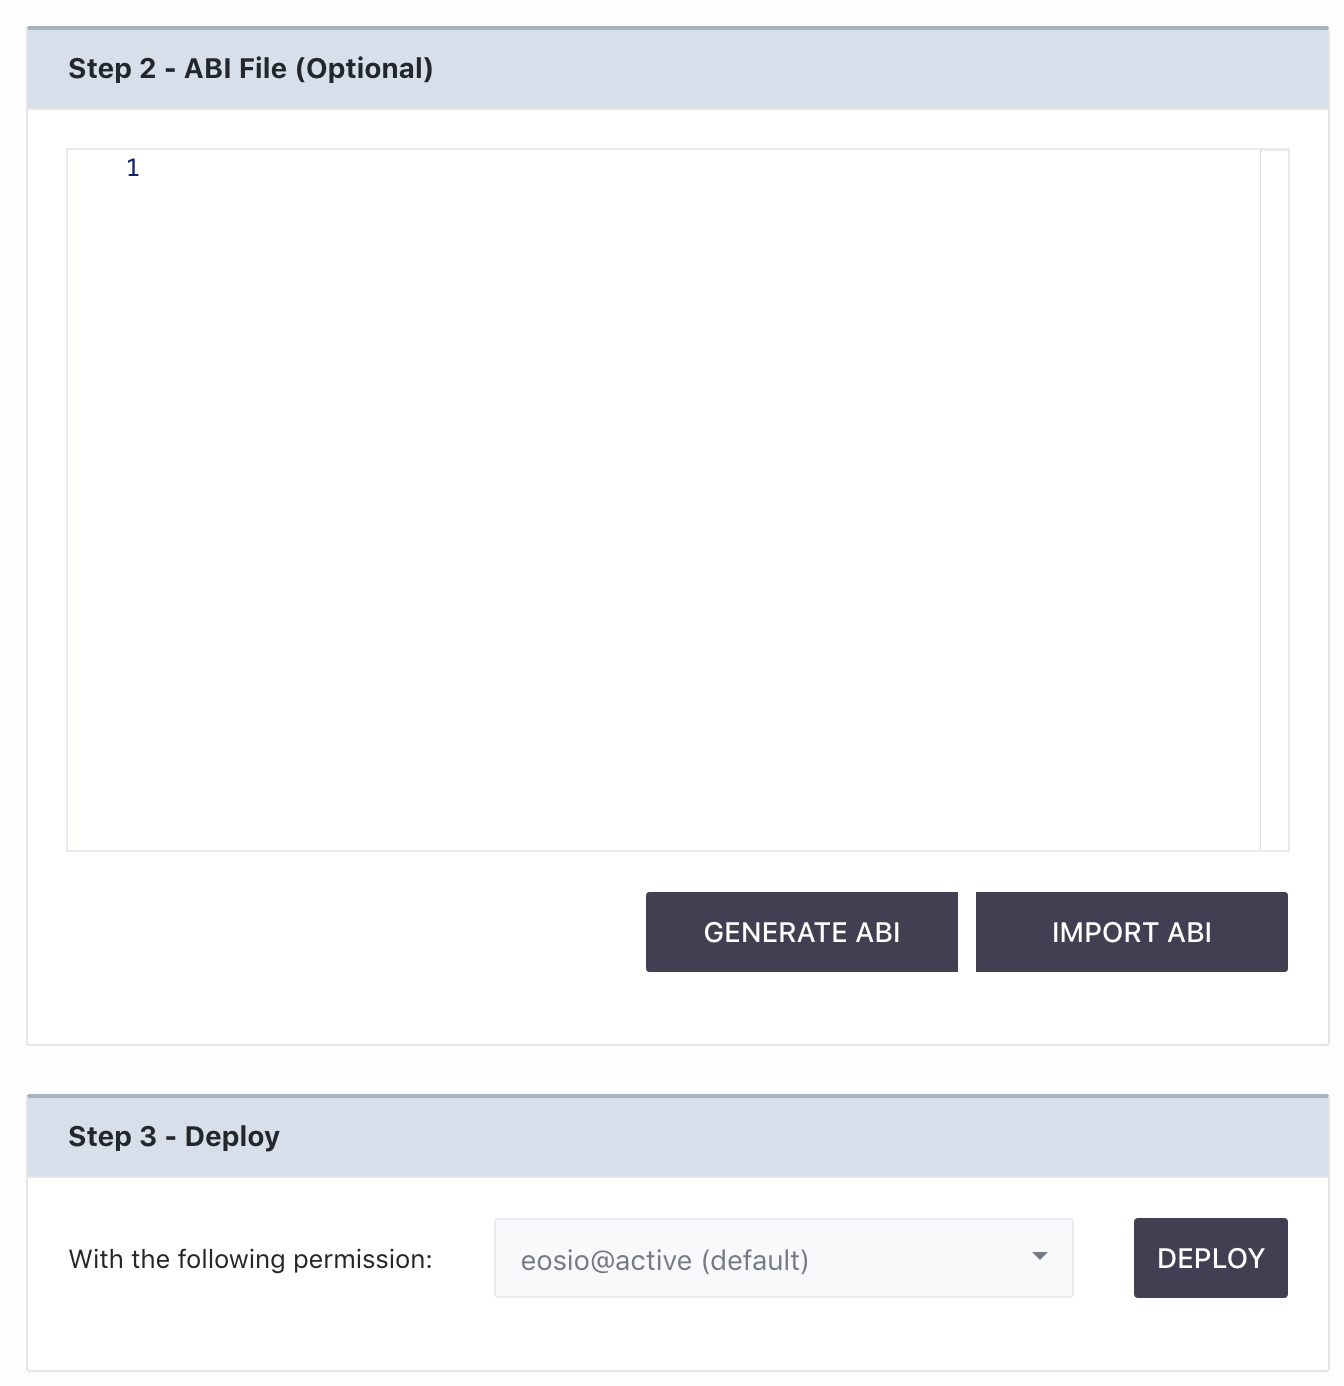 Step 2 - ABI File (Optional)
1
GENERATE ABI
IMPORT ABI
Step 3 - Deploy
With the following permission:
eosio@active (default)
DEPLOY